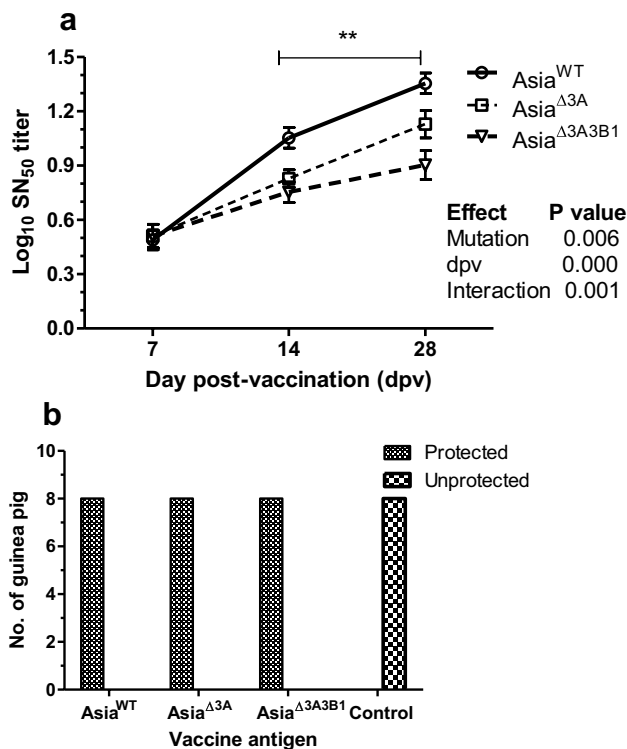 a
**
1.5
1.2
0.9
0.6
0.3
0.0
Log10 SN50 titer
7 14 28
Day post-vaccination (dpv)
AsiaWT
AsiaΔ3A
AsiaΔ3A3B1
Effect P value
Mutation 0.006
dpv 0.000
Interaction 0.001
b
10
8
6
4
2
0
No. of guinea pig
Protected
Unprotected
AsiaWT AsiaΔ3A AsiaΔ3A3B1 Control
Vaccine antigen